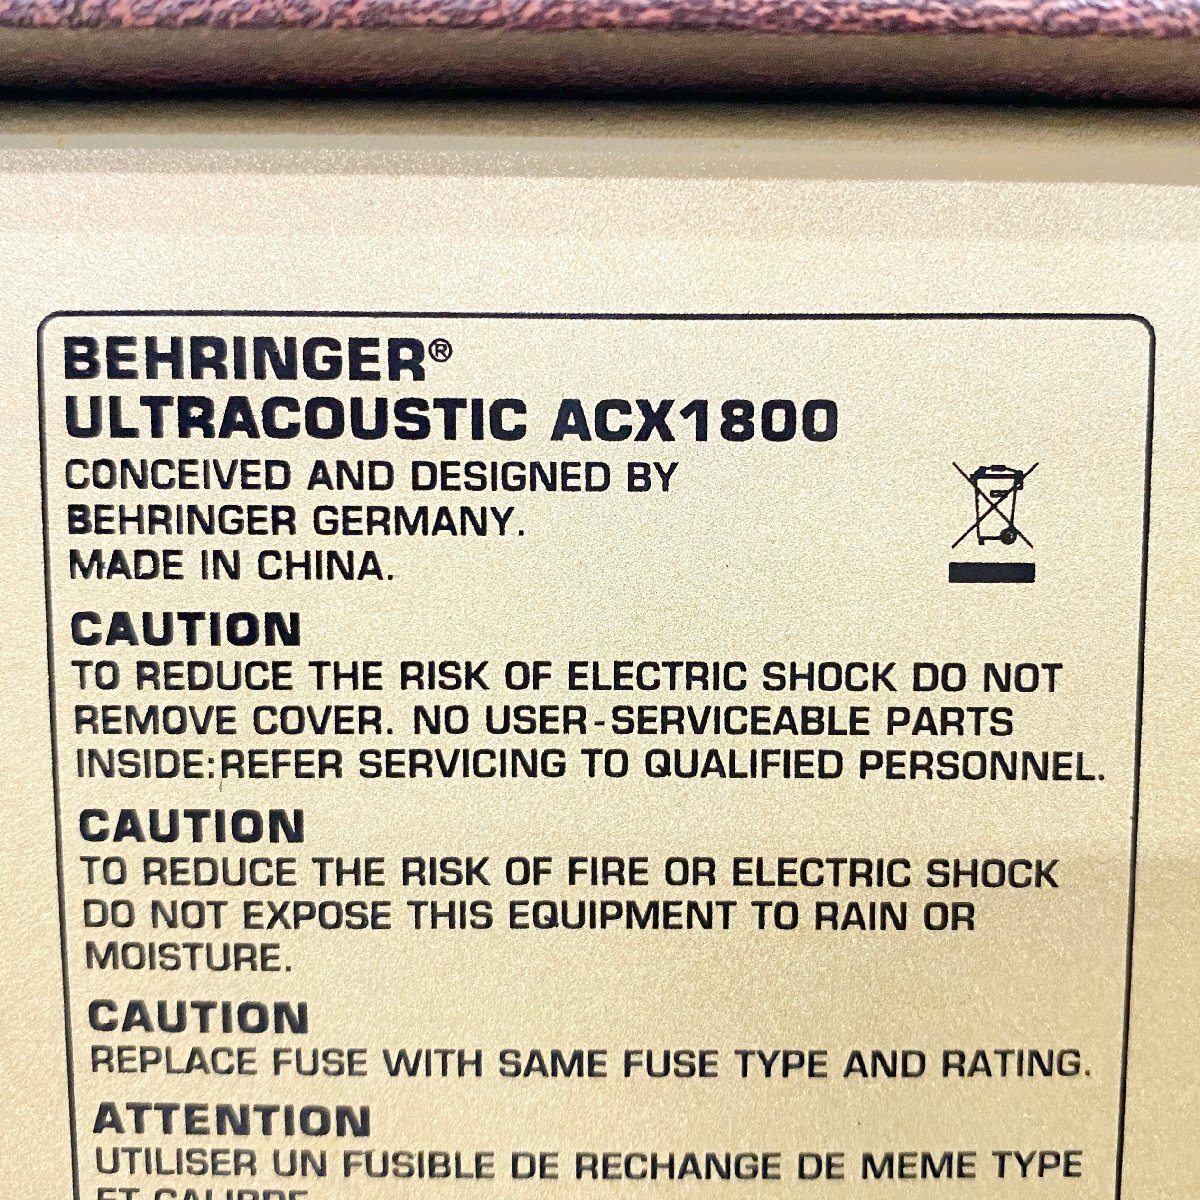 BEHRINGER®
ULTRACOUSTIC ACX1800
CONCEIVED AND DESIGNED BY
BEHRINGER GERMANY.
MADE IN CHINA.
CAUTION
TO REDUCE THE RISK OF ELECTRIC SHOCK DO NOT
REMOVE COVER. NO USER-SERVICEABLE PARTS
INSIDE:REFER SERVICING TO QUALIFIED PERSONNEL.
CAUTION
TO REDUCE THE RISK OF FIRE OR ELECTRIC SHOCK
DO NOT EXPOSE THIS EQUIPMENT TO RAIN OR
MOISTURE.
CAUTION
REPLACE FUSE WITH SAME FUSE TYPE AND RATING.
ATTENTION
UTILISER UN FUSIBLE DE RECHANGE DE MEME TYPE
ET CALIBRE